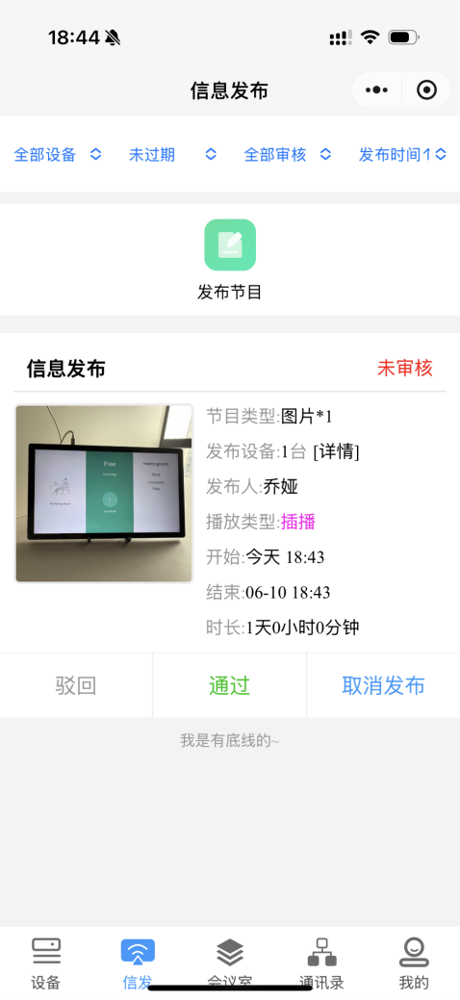 18:44
信息发布
全部设备 未过期 全部审核 发布时间↑
发布节目
信息发布 未审核
节目类型:图片*1
发布设备:1台 [详情]
发布人:乔娅
播放类型:插播
开始:今天 18:43
结束:06-10 18:43
时长:1天0小时0分钟
iFree
meetingroom
驳回 通过 取消发布
我是有底线的~
设备 信发 会议室 通讯录 我的